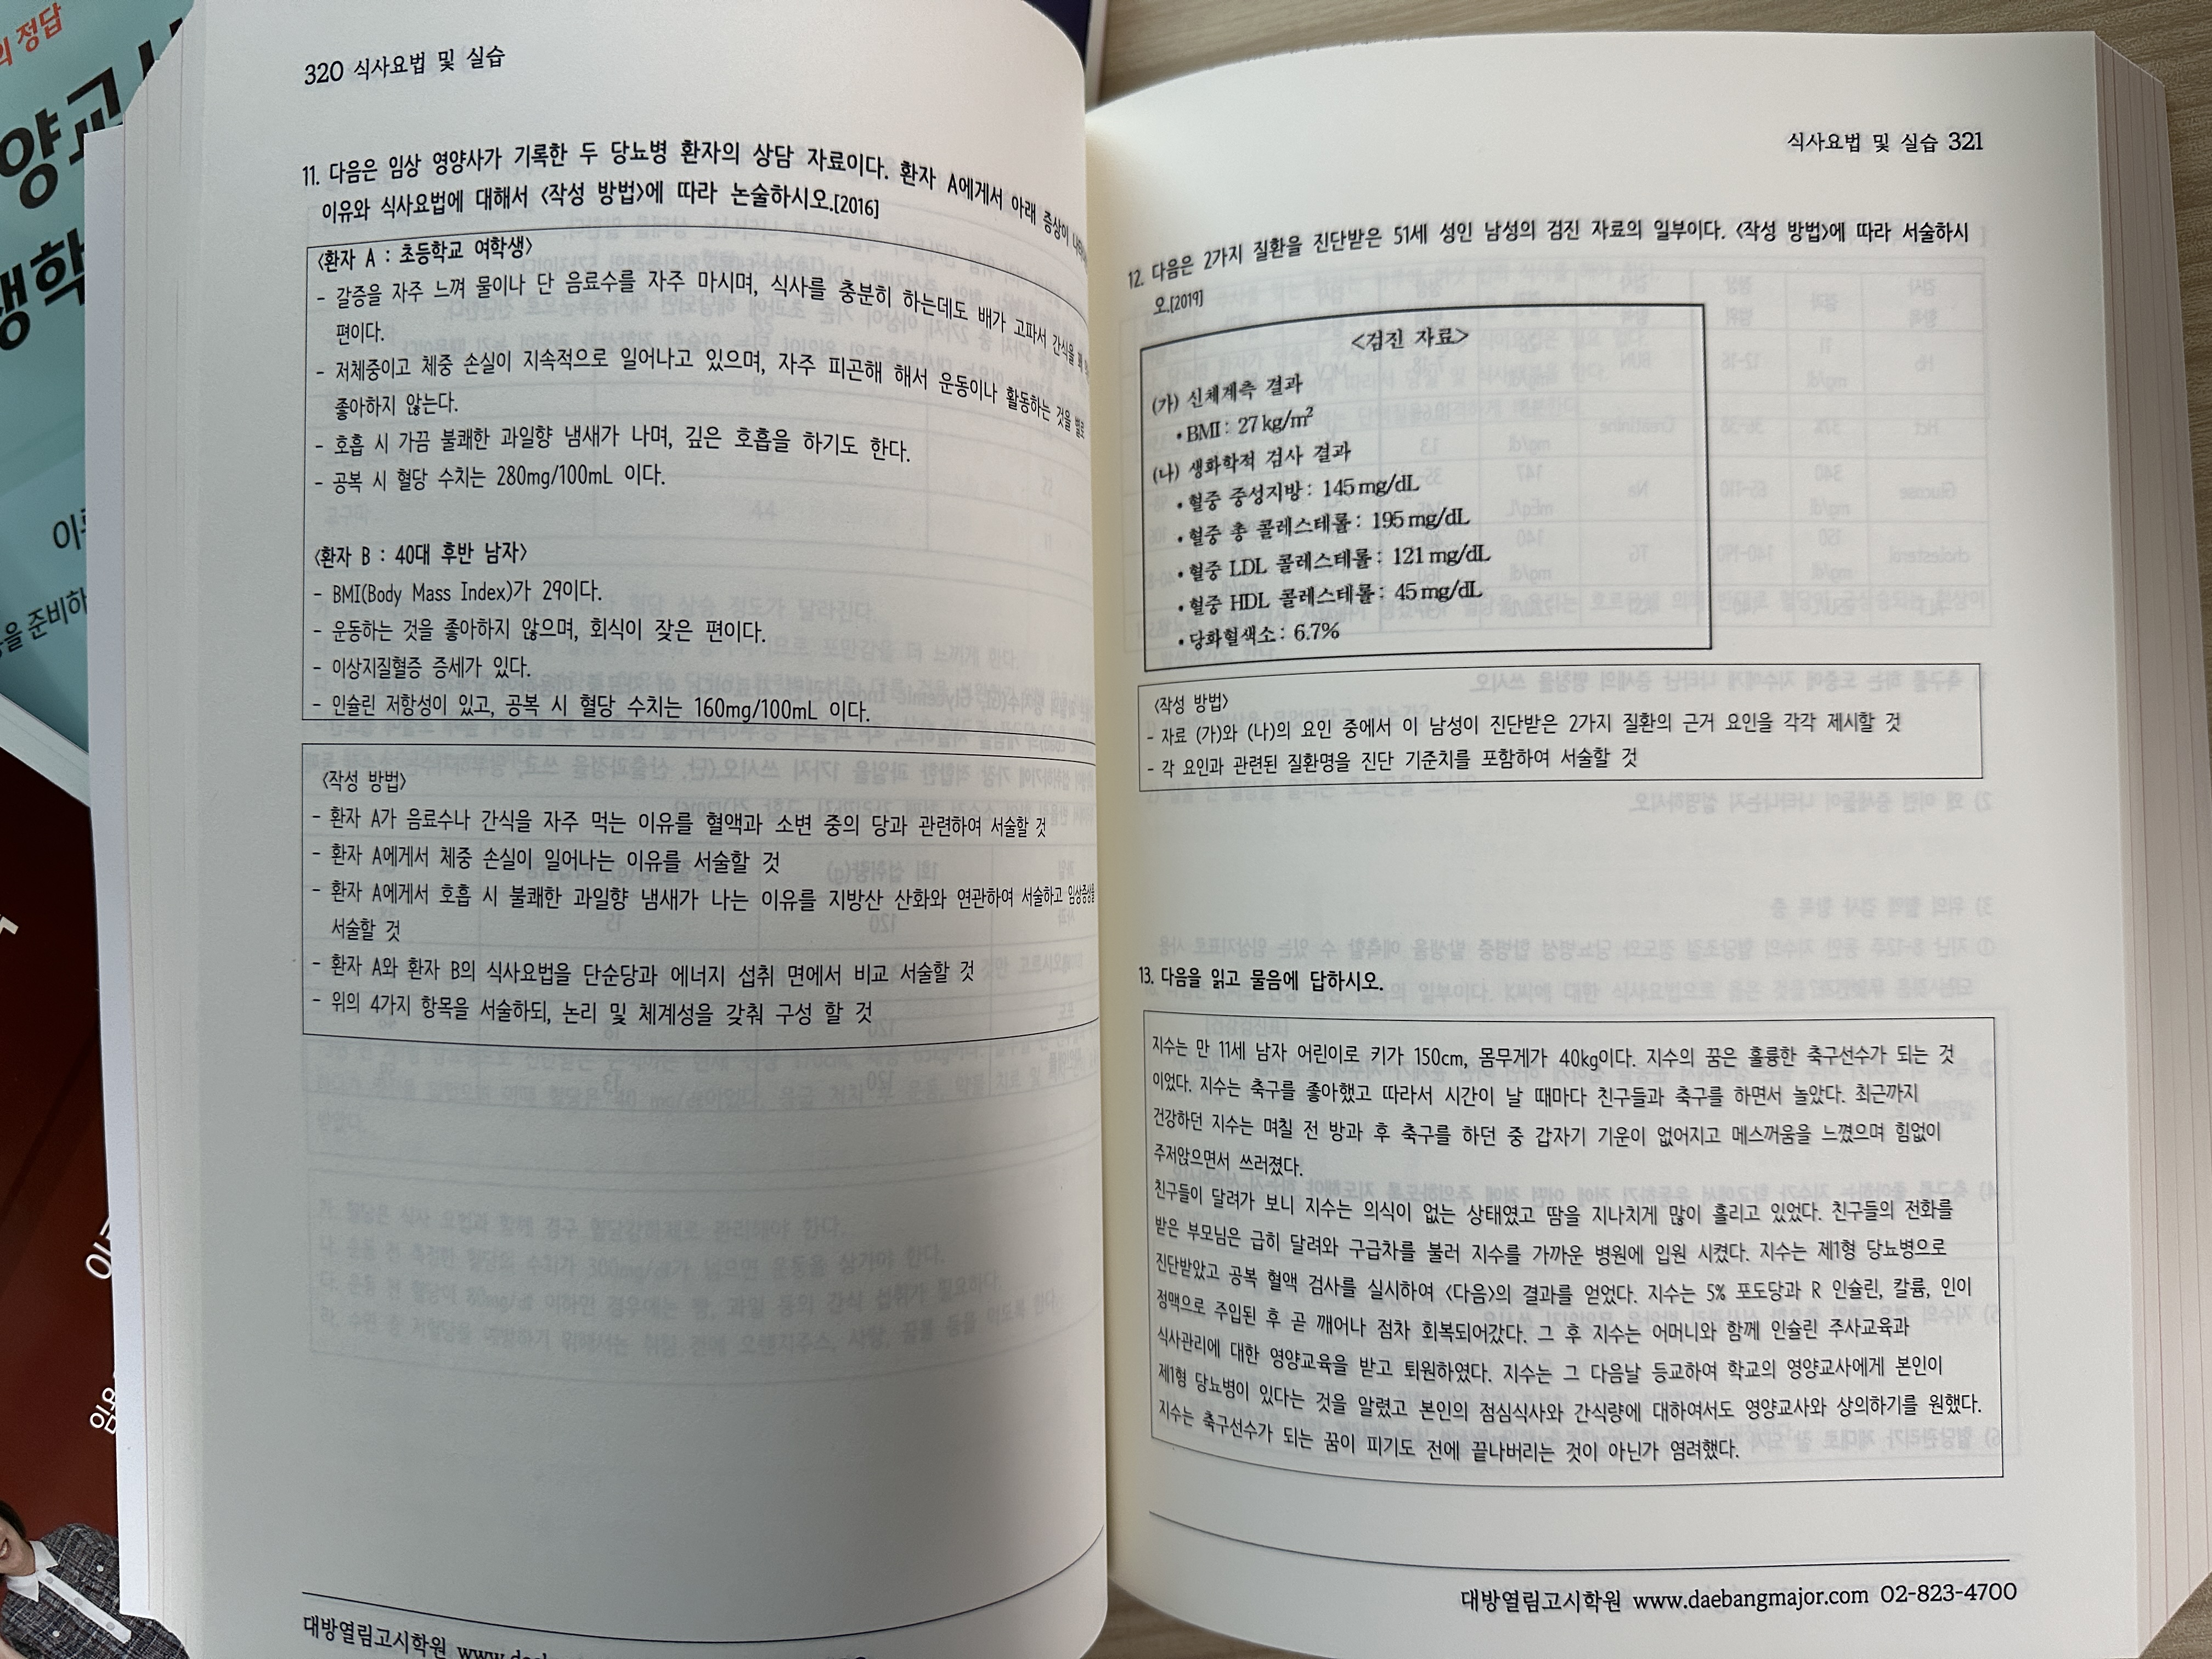 의 정답
양교
생학
을 준비하
320 식사요법 및 실습
11. 다음은 임상 영양사가 기록한 두 당뇨병 환자의 상담 자료이다. 환자 A에게서 아래 증상이
이유와 식사요법에 대해서 <작성 방법>에 따라 논술하시오.[2016]
<환자 A : 초등학교 여학생>
- 갈증을 자주 느껴 물이나 단 음료수를 자주 마시며, 식사를 충분히 하는데도 배가 고파서 간식을
편이다.
- 저체중이고 체중 손실이 지속적으로 일어나고 있으며, 자주 피곤해 해서 운동이나 활동하는 것을 별로
좋아하지 않는다.
- 호흡 시 가끔 불쾌한 과일향 냄새가 나며, 깊은 호흡을 하기도 한다.
- 공복 시 혈당 수치는 280mg/100mL 이다.
<환자 B : 40대 후반 남자>
- BMI(Body Mass Index)가 29이다.
- 운동하는 것을 좋아하지 않으며, 회식이 잦은 편이다.
- 이상지질혈증 증세가 있다.
- 인슐린 저항성이 있고, 공복 시 혈당 수치는 160mg/100mL 이다.
<작성 방법>
- 환자 A가 음료수나 간식을 자주 먹는 이유를 혈액과 소변 중의 당과 관련하여 서술할 것
- 환자 A에게서 체중 손실이 일어나는 이유를 서술할 것
- 환자 A에게서 호흡 시 불쾌한 과일향 냄새가 나는 이유를 지방산 산화와 연관하여 서술하고 임상증상을
서술할 것
- 환자 A와 환자 B의 식사요법을 단순당과 에너지 섭취 면에서 비교 서술할 것
- 위의 4가지 항목을 서술하되, 논리 및 체계성을 갖춰 구성 할 것
대방열림고시학원
식사요법 및 실습 321
12. 다음은 2가지 질환을 진단받은 51세 성인 남성의 검진 자료의 일부이다. <작성 방법>에 따라 서술하시
오.[2019]
<검진 자료>
(가) 신체계측 결과
• BMI : 27 kg/m²
(나) 생화학적 검사 결과
• 혈중 중성지방 : 145 mg/dL
• 혈중 총 콜레스테롤 : 195 mg/dL
• 혈중 LDL 콜레스테롤 : 121 mg/dL
• 혈중 HDL 콜레스테롤 : 45 mg/dL
• 당화혈색소 : 6.7%
<작성 방법>
- 자료 (가)와 (나)의 요인 중에서 이 남성이 진단받은 2가지 질환의 근거 요인을 각각 제시할 것
- 각 요인과 관련된 질환명을 진단 기준치를 포함하여 서술할 것
13. 다음을 읽고 물음에 답하시오.
지수는 만 11세 남자 어린이로 키가 150cm, 몸무게가 40kg이다. 지수의 꿈은 훌륭한 축구선수가 되는 것
이었다. 지수는 축구를 좋아했고 따라서 시간이 날 때마다 친구들과 축구를 하면서 놀았다. 최근까지
건강하던 지수는 며칠 전 방과 후 축구를 하던 중 갑자기 기운이 없어지고 메스꺼움을 느꼈으며 힘없이
주저앉으면서 쓰러졌다.
친구들이 달려가 보니 지수는 의식이 없는 상태였고 땀을 지나치게 많이 흘리고 있었다. 친구들의 전화를
받은 부모님은 급히 달려와 구급차를 불러 지수를 가까운 병원에 입원 시켰다. 지수는 제1형 당뇨병으로
진단받았고 공복 혈액 검사를 실시하여 <다음>의 결과를 얻었다. 지수는 5% 포도당과 R 인슐린, 칼륨, 인이
정맥으로 주입된 후 곧 깨어나 점차 회복되어갔다. 그 후 지수는 어머니와 함께 인슐린 주사교육과
식사관리에 대한 영양교육을 받고 퇴원하였다. 지수는 그 다음날 등교하여 학교의 영양교사에게 본인이
제1형 당뇨병이 있다는 것을 알렸고 본인의 점심식사와 간식량에 대하여서도 영양교사와 상의하기를 원했다.
지수는 축구선수가 되는 꿈이 피기도 전에 끝나버리는 것이 아닌가 염려했다.
대방열림고시학원 www.daebangmajor.com 02-823-4700